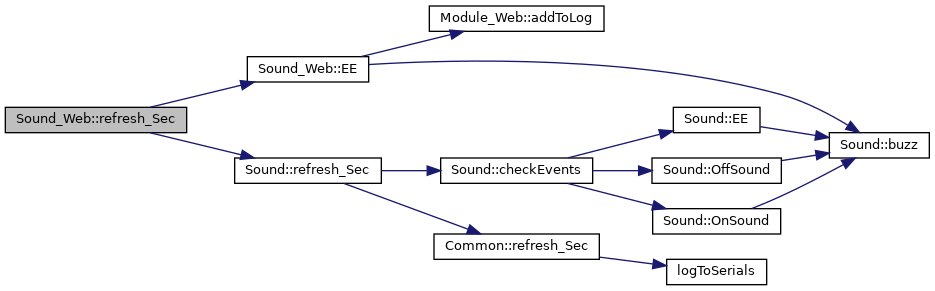 Module_Web::addToLog
Sound_Web::EE
Sound_Web::refresh_Sec
Sound::EE
Sound::buzz
Sound::refresh_Sec
Sound::checkEvents
Sound::OffSound
Sound::OnSound
Common::refresh_Sec
logToSerials